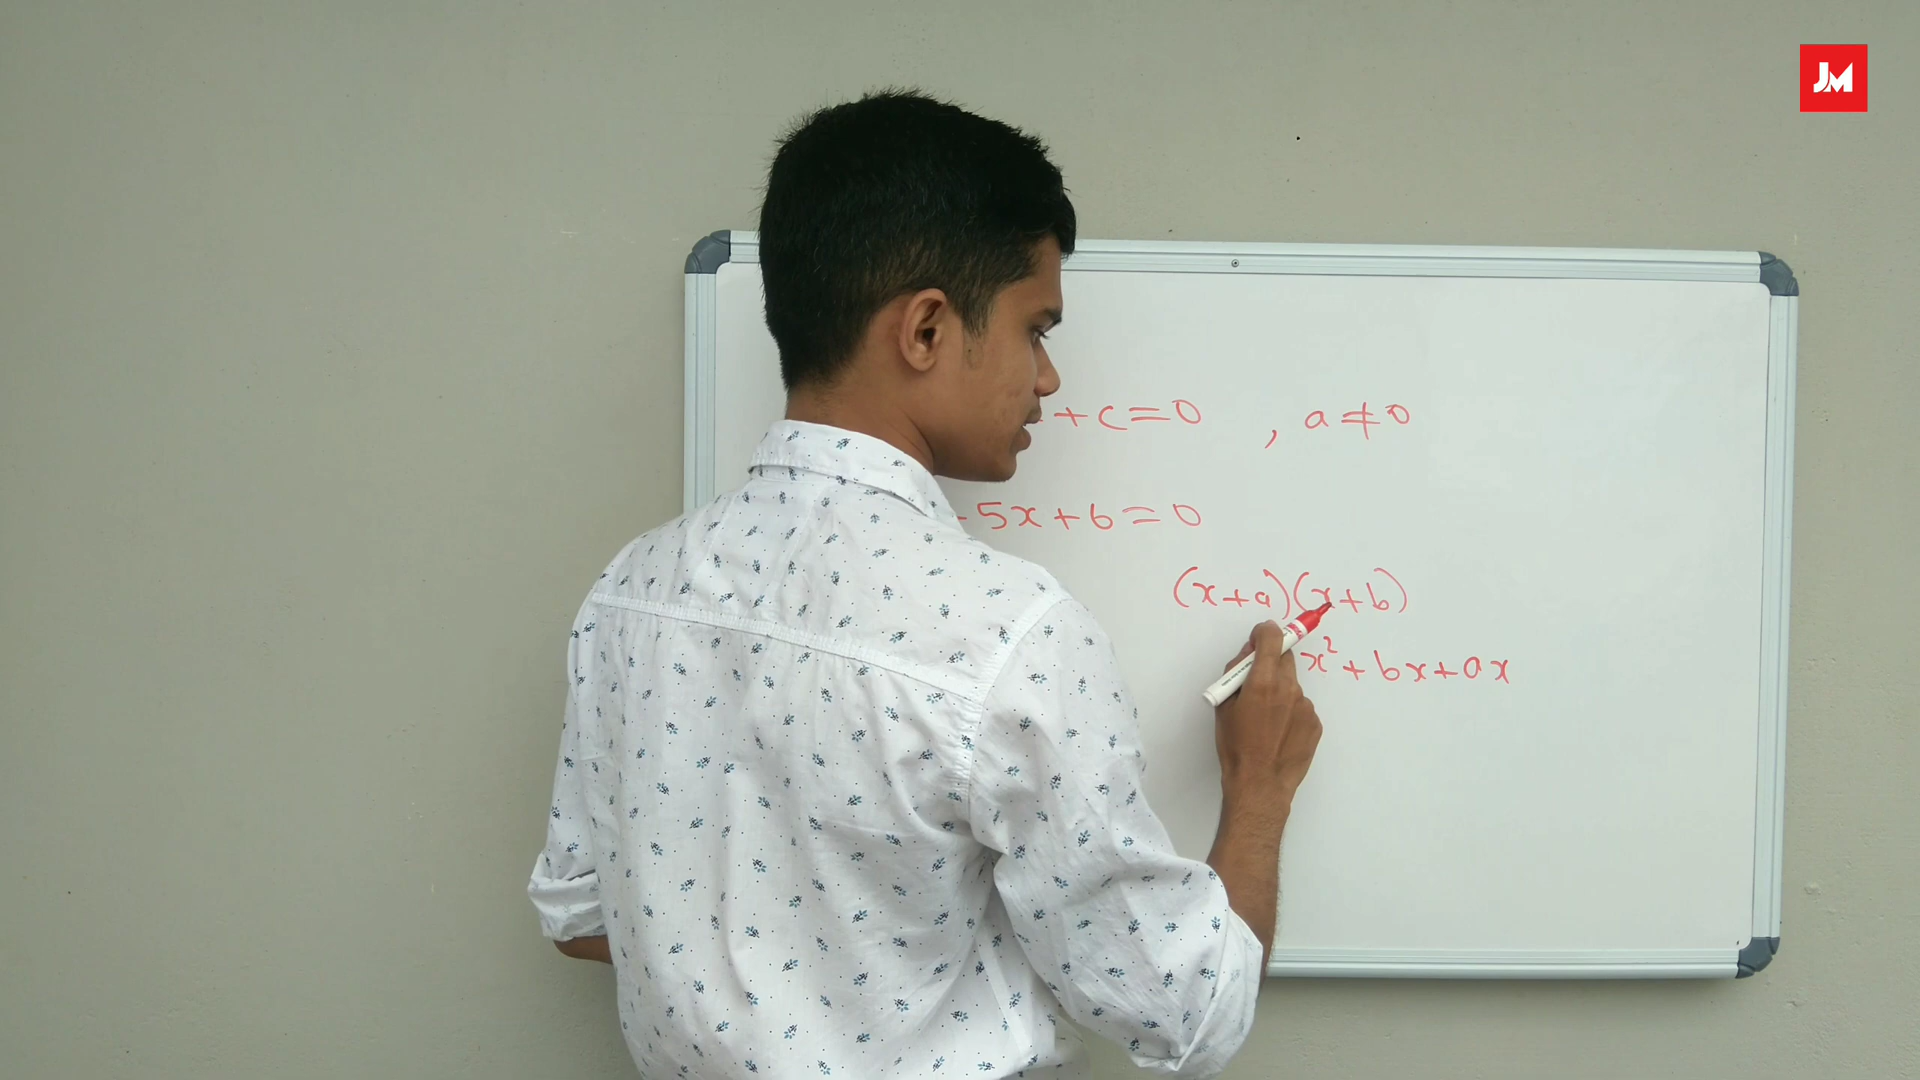 JM
+ c = 0 , a ≠ 0
- 5x + 6 = 0
(x+a)(x+b)
x² + bx + ax